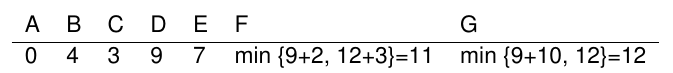 A B C D E F G
0 4 3 9 7 min {9+2, 12+3}=11 min {9+10, 12}=12